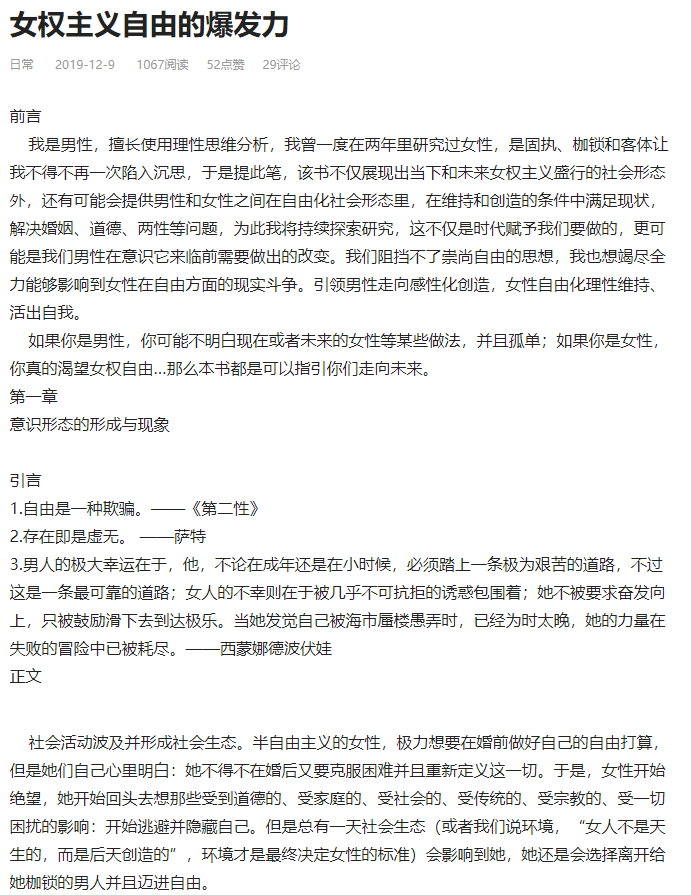 女权主义自由的爆发力
日常 2019-12-9 1067阅读 52点赞 29评论
前言
我是男性，擅长使用理性思维分析，我曾一度在两年里研究过女性，是固执、枷锁和客体让
我不得不再一次陷入沉思，于是提此笔，该书不仅展现出当下和未来女权主义盛行的社会形态
外，还有可能会提供男性和女性之间在自由化社会形态里，在维持和创造的条件中满足现状，
解决婚姻、道德、两性等问题，为此我将持续探索研究，这不仅是时代赋予我们要做的，更可
能是我们男性在意识它来临前需要做出的改变。我们阻挡不了崇尚自由的思想，我也想竭尽全
力能够影响到女性在自由方面的现实斗争。引领男性走向感性化创造，女性自由化理性维持、
活出自我。
如果你是男性，你可能不明白现在或者未来的女性等某些做法，并且孤单；如果你是女性，
你真的渴望女权自由...那么本书都是可以指引你们走向未来。
第一章
意识形态的形成与现象
引言
1.自由是一种欺骗。——《第二性》
2.存在即是虚无。 ——萨特
3.男人的极大幸运在于，他，不论在成年还是在小时候，必须踏上一条极为艰苦的道路，不过
这是一条最可靠的道路；女人的不幸则在于被几乎不可抗拒的诱惑包围着；她不被要求奋发向
上，只被鼓励滑下去到达极乐。当她发觉自己被海市蜃楼愚弄时，已经为时太晚，她的力量在
失败的冒险中已被耗尽。——西蒙娜德波伏娃
正文
社会活动波及并形成社会生态。半自由主义的女性，极力想要在婚前做好自己的自由打算，
但是她们自己心里明白：她不得不在婚后又要克服困难并且重新定义这一切。于是，女性开始
绝望，她开始回头去想那些受到道德的、受家庭的、受社会的、受传统的、受宗教的、受一切
困扰的影响：开始逃避并隐藏自己。但是总有一天社会生态（或者我们说环境，“女人不是天
生的，而是后天创造的”，环境才是最终决定女性的标准）会影响到她，她还是会选择离开给
她枷锁的男人并且迈进自由。